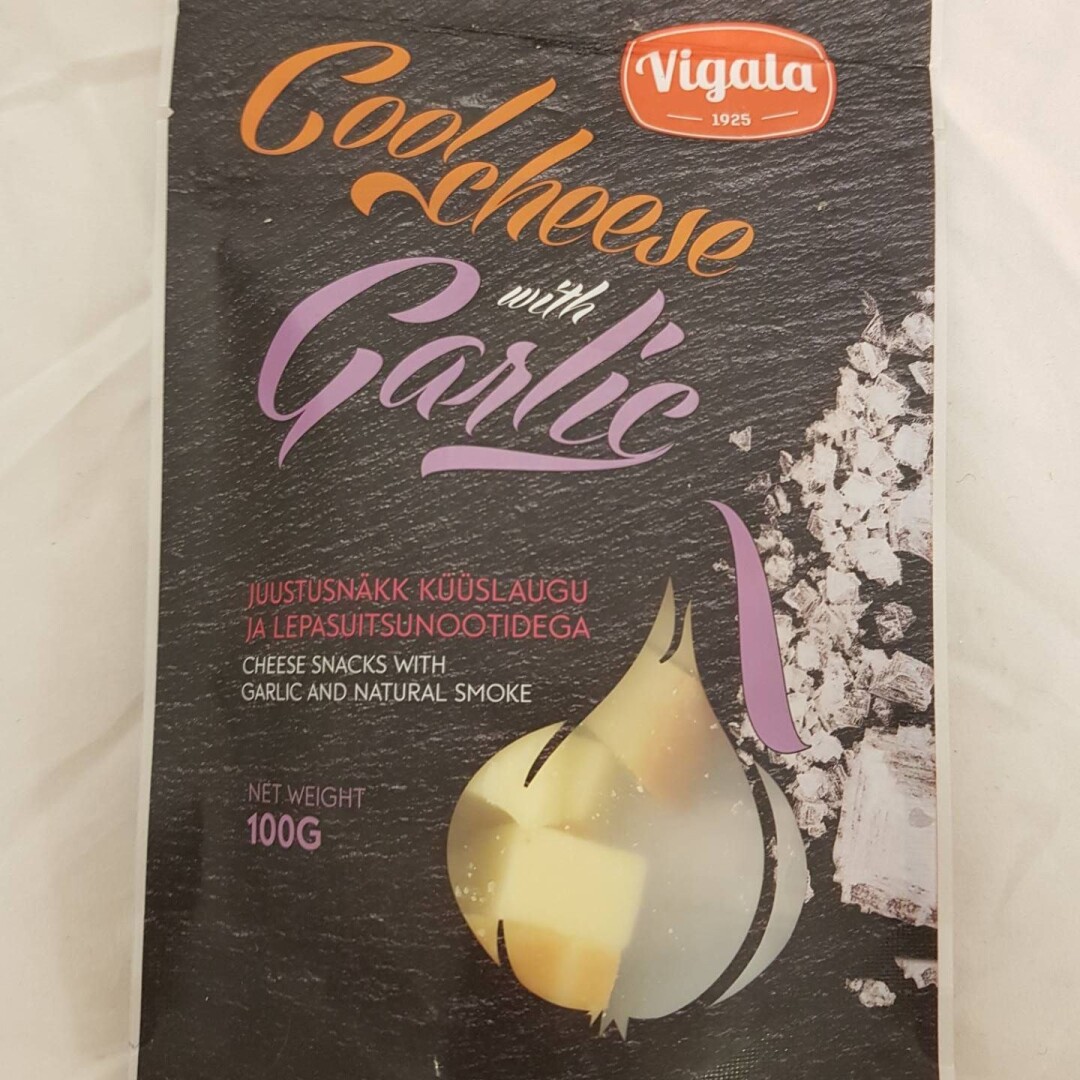 Vigala
1925
Cool
cheese
with
Garlic
JUUSTUSNÄKK KÜÜSLAUGU
JA LEPASUITSUNOOTIDEGA
CHEESE SNACKS WITH
GARLIC AND NATURAL SMOKE
NET WEIGHT
100G